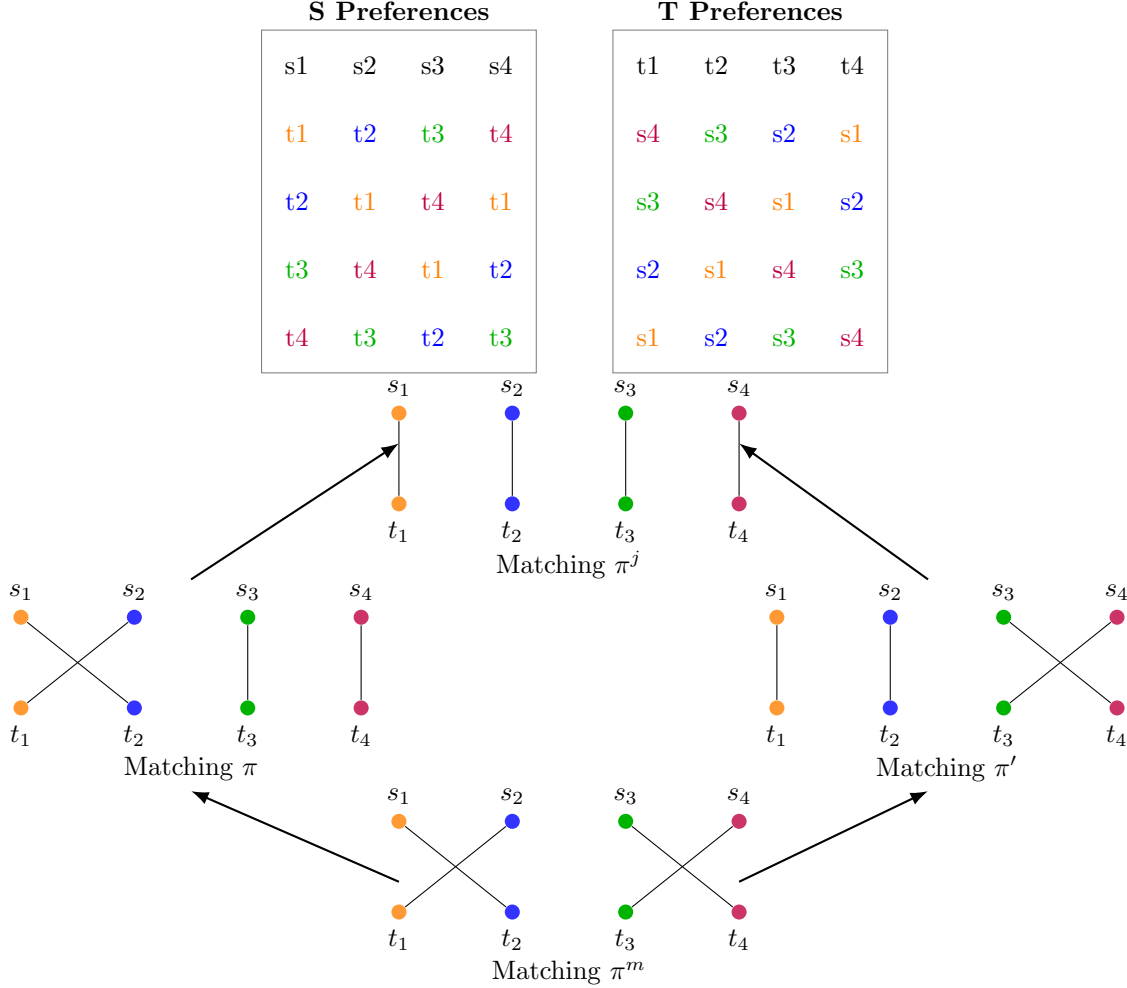 S Preferences T Preferences
s1 s2 s3 s4 t1 t2 t3 t4
t1 t2 t3 t4 s4 s3 s2 s1
t2 t1 t4 t1 s3 s4 s1 s2
t3 t4 t1 t2 s2 s1 s4 s3
t4 t3 t2 t3 s1 s2 s3 s4
s₁ s₂ s₃ s₄
t₁ t₂ t₃ t₄
Matching πʲ
s₁ s₂ s₃ s₄ s₁ s₂ s₃ s₄
t₁ t₂ t₃ t₄ t₁ t₂ t₃ t₄
Matching π Matching π′
s₁ s₂ s₃ s₄
t₁ t₂ t₃ t₄
Matching πᵐ